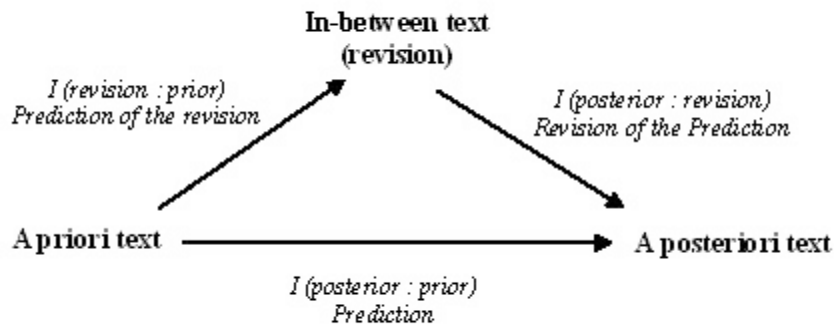 In-between text
(revision)
I (revision : prior)
Prediction of the revision
I (posterior : revision)
Revision of the Prediction
A priori text
A posteriori text
I (posterior : prior)
Prediction